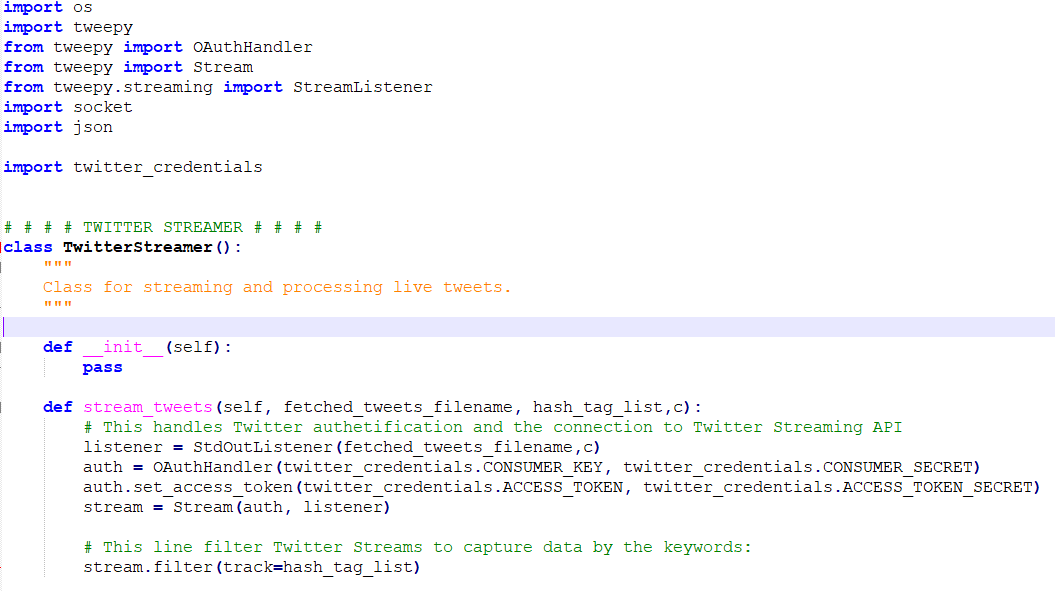 import os
import tweepy
from tweepy import OAuthHandler
from tweepy import Stream
from tweepy.streaming import StreamListener
import socket
import json
import twitter_credentials
# # # # TWITTER STREAMER # # # #
class TwitterStreamer():
"""
Class for streaming and processing live tweets.
"""
def __init__(self):
pass
def stream_tweets(self, fetched_tweets_filename, hash_tag_list,c):
# This handles Twitter authetification and the connection to Twitter Streaming API
listener = StdOutListener(fetched_tweets_filename,c)
auth = OAuthHandler(twitter_credentials.CONSUMER_KEY, twitter_credentials.CONSUMER_SECRET)
auth.set_access_token(twitter_credentials.ACCESS_TOKEN, twitter_credentials.ACCESS_TOKEN_SECRET)
stream = Stream(auth, listener)
# This line filter Twitter Streams to capture data by the keywords:
stream.filter(track=hash_tag_list)